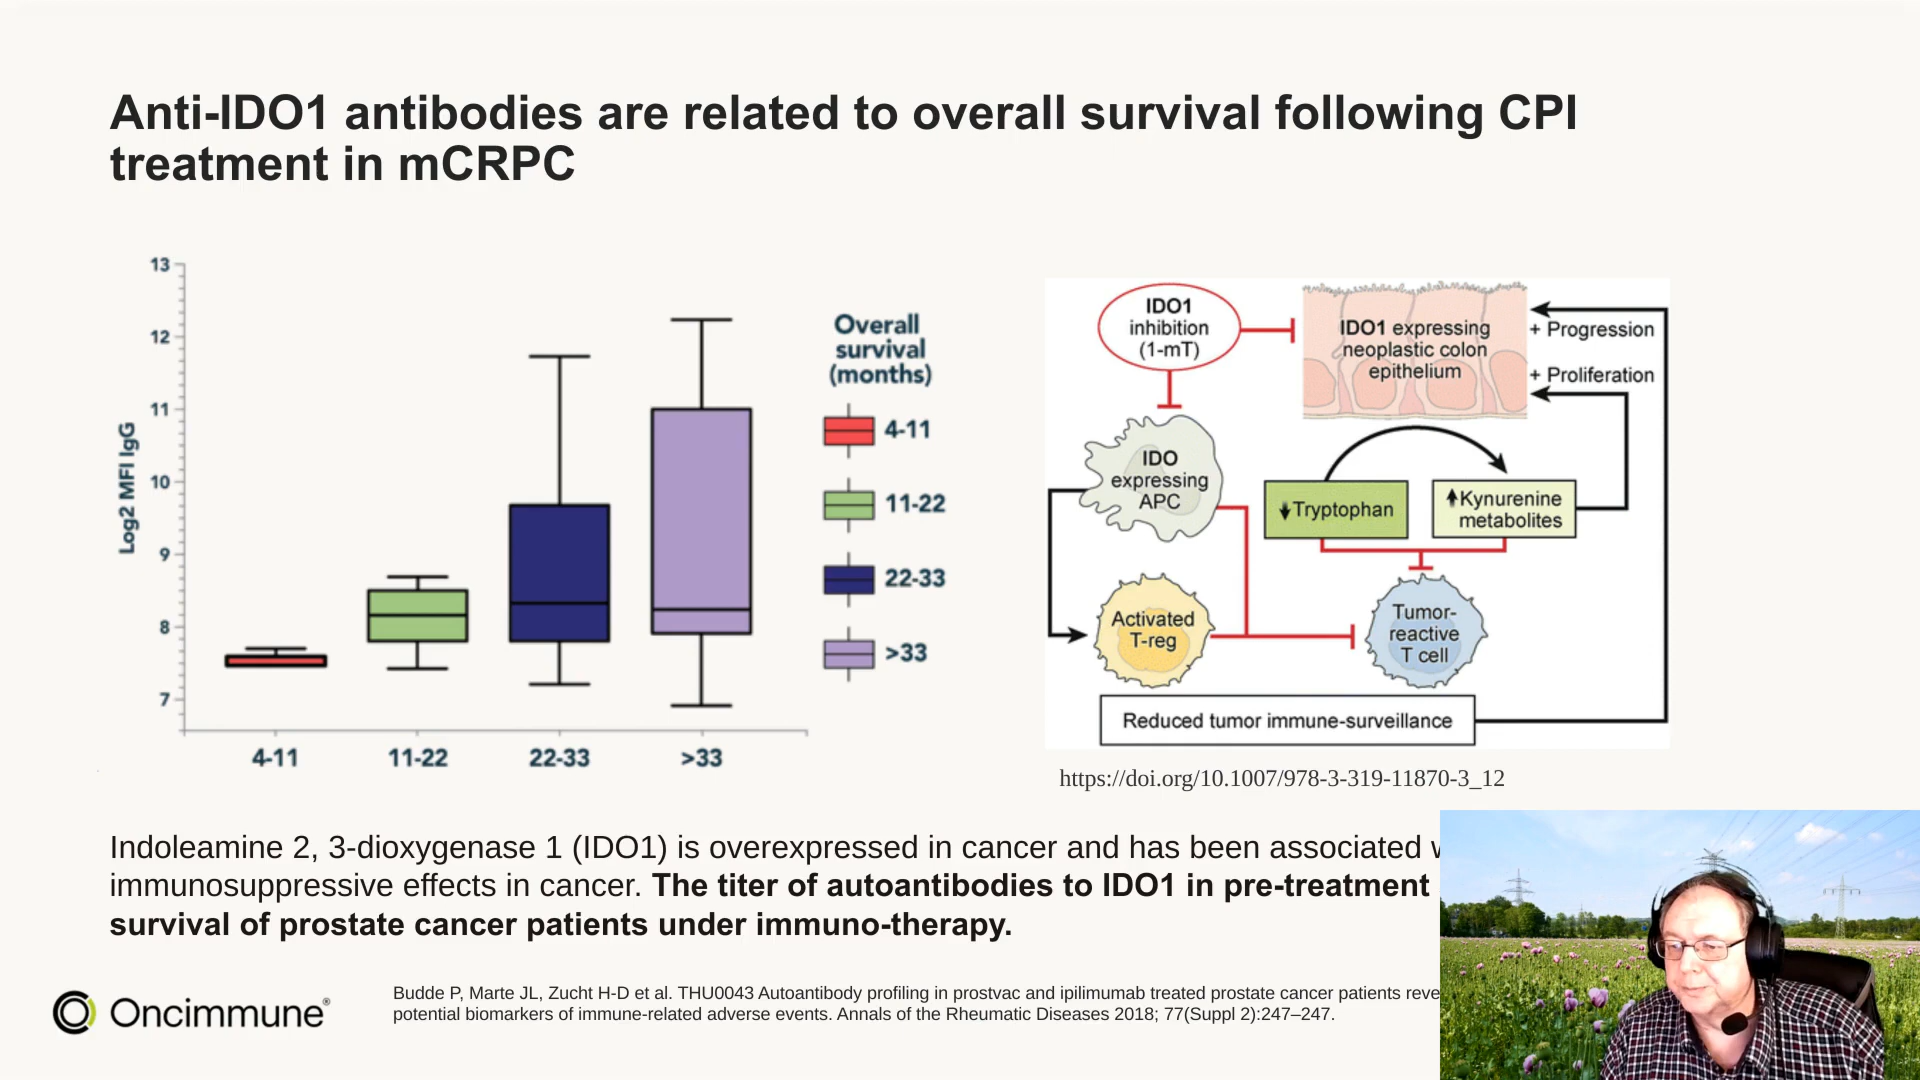 Anti-IDO1 antibodies are related to overall survival following CPI
treatment in mCRPC
13
12
11
10
9
8
7
Log2 MFI IgG
4-11
11-22
22-33
>33
Overall
survival
(months)
4-11
11-22
22-33
>33
IDO1
inhibition
(1-mT)
IDO1 expressing
neoplastic colon
epithelium
+ Progression
+ Proliferation
IDO
expressing
APC
Tryptophan
Kynurenine
metabolites
Activated
T-reg
Tumor-
reactive
T cell
Reduced tumor immune-surveillance
https://doi.org/10.1007/978-3-319-11870-3_12
Indoleamine 2, 3-dioxygenase 1 (IDO1) is overexpressed in cancer and has been associated
immunosuppressive effects in cancer. The titer of autoantibodies to IDO1 in pre-treatment
survival of prostate cancer patients under immuno-therapy.
Oncimmune®
Budde P, Marte JL, Zucht H-D et al. THU0043 Autoantibody profiling in prostvac and ipilimumab treated prostate cancer patients reve
potential biomarkers of immune-related adverse events. Annals of the Rheumatic Diseases 2018; 77(Suppl 2):247–247.